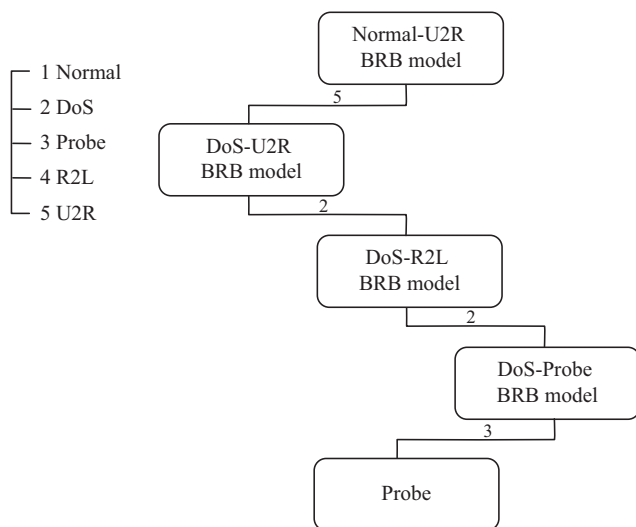 Normal-U2R
BRB model
1 Normal
2 DoS
3 Probe
4 R2L
5 U2R
5
DoS-U2R
BRB model
2
DoS-R2L
BRB model
2
DoS-Probe
BRB model
3
Probe